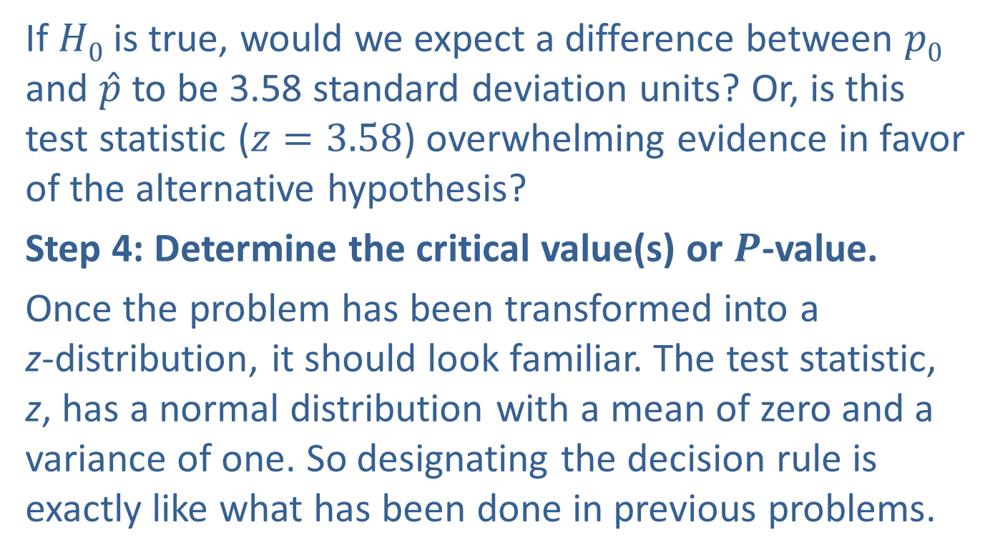 If H₀ is true, would we expect a difference between p₀
and p̂ to be 3.58 standard deviation units? Or, is this
test statistic (z = 3.58) overwhelming evidence in favor
of the alternative hypothesis?
Step 4: Determine the critical value(s) or P-value.
Once the problem has been transformed into a
z-distribution, it should look familiar. The test statistic,
z, has a normal distribution with a mean of zero and a
variance of one. So designating the decision rule is
exactly like what has been done in previous problems.